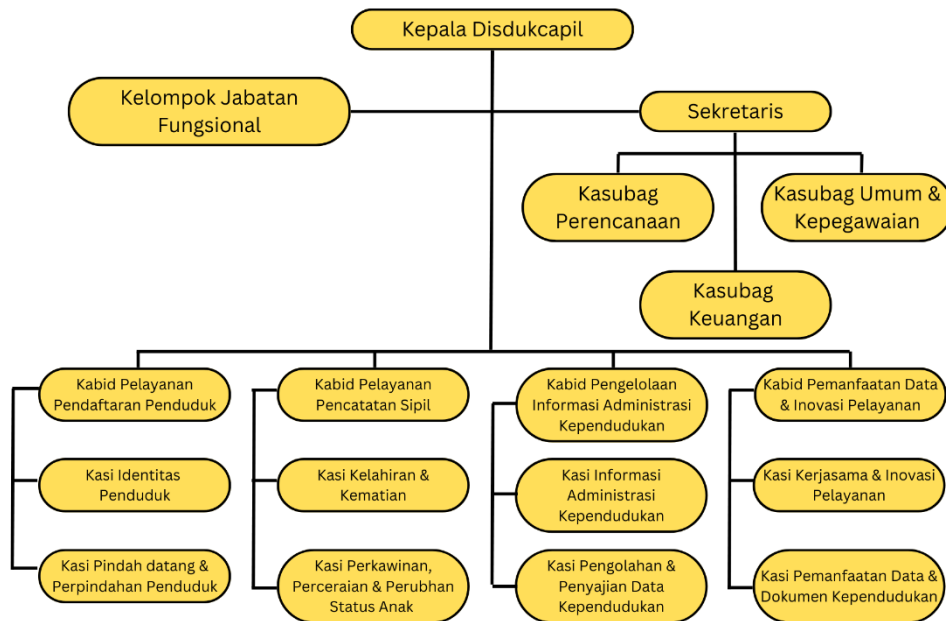 Kepala Disdukcapil
Kelompok Jabatan
Fungsional
Sekretaris
Kasubag
Perencanaan
Kasubag Umum &
Kepegawaian
Kasubag
Keuangan
Kabid Pelayanan
Pendaftaran Penduduk
Kabid Pelayanan
Pencatatan Sipil
Kabid Pengelolaan
Informasi Administrasi
Kependudukan
Kabid Pemanfaatan Data
& Inovasi Pelayanan
Kasi Identitas
Penduduk
Kasi Kelahiran &
Kematian
Kasi Informasi
Administrasi
Kependudukan
Kasi Kerjasama & Inovasi
Pelayanan
Kasi Pindah datang &
Perpindahan Penduduk
Kasi Perkawinan,
Perceraian & Perubhan
Status Anak
Kasi Pengolahan &
Penyajian Data
Kependudukan
Kasi Pemanfaatan Data &
Dokumen Kependudukan